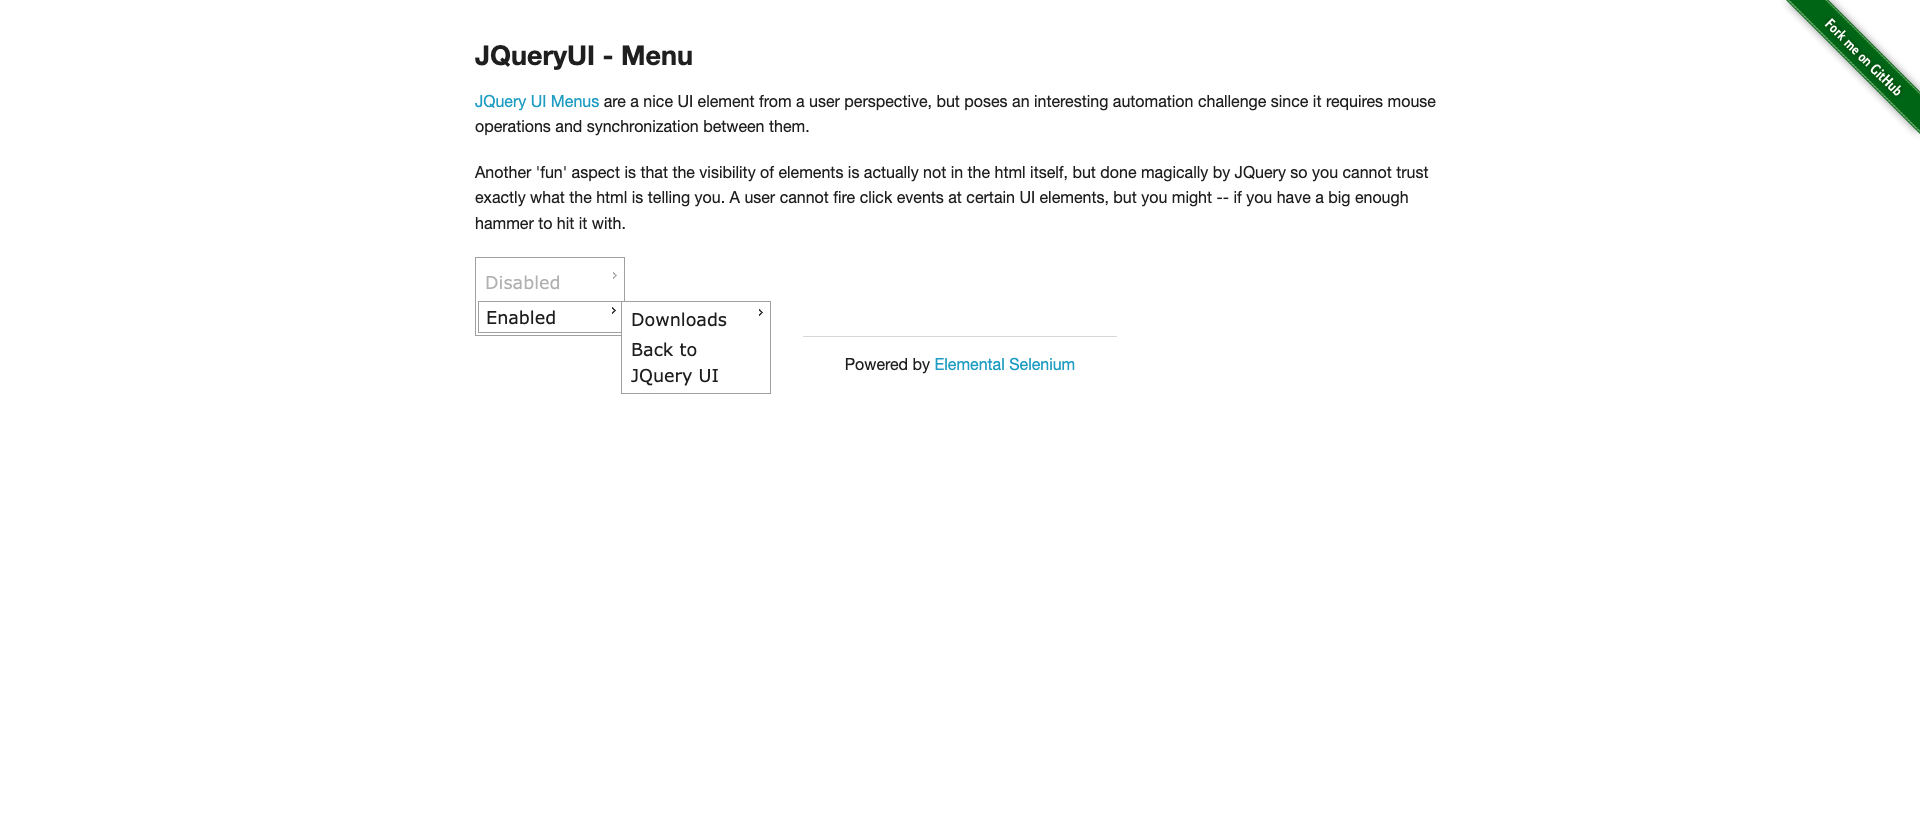 Fork me on GitHub
JQueryUI - Menu
JQuery UI Menus are a nice UI element from a user perspective, but poses an interesting automation challenge since it requires mouse
operations and synchronization between them.
Another 'fun' aspect is that the visibility of elements is actually not in the html itself, but done magically by JQuery so you cannot trust
exactly what the html is telling you. A user cannot fire click events at certain UI elements, but you might -- if you have a big enough
hammer to hit it with.
Disabled
Enabled
Downloads
Back to
JQuery UI
Powered by Elemental Selenium